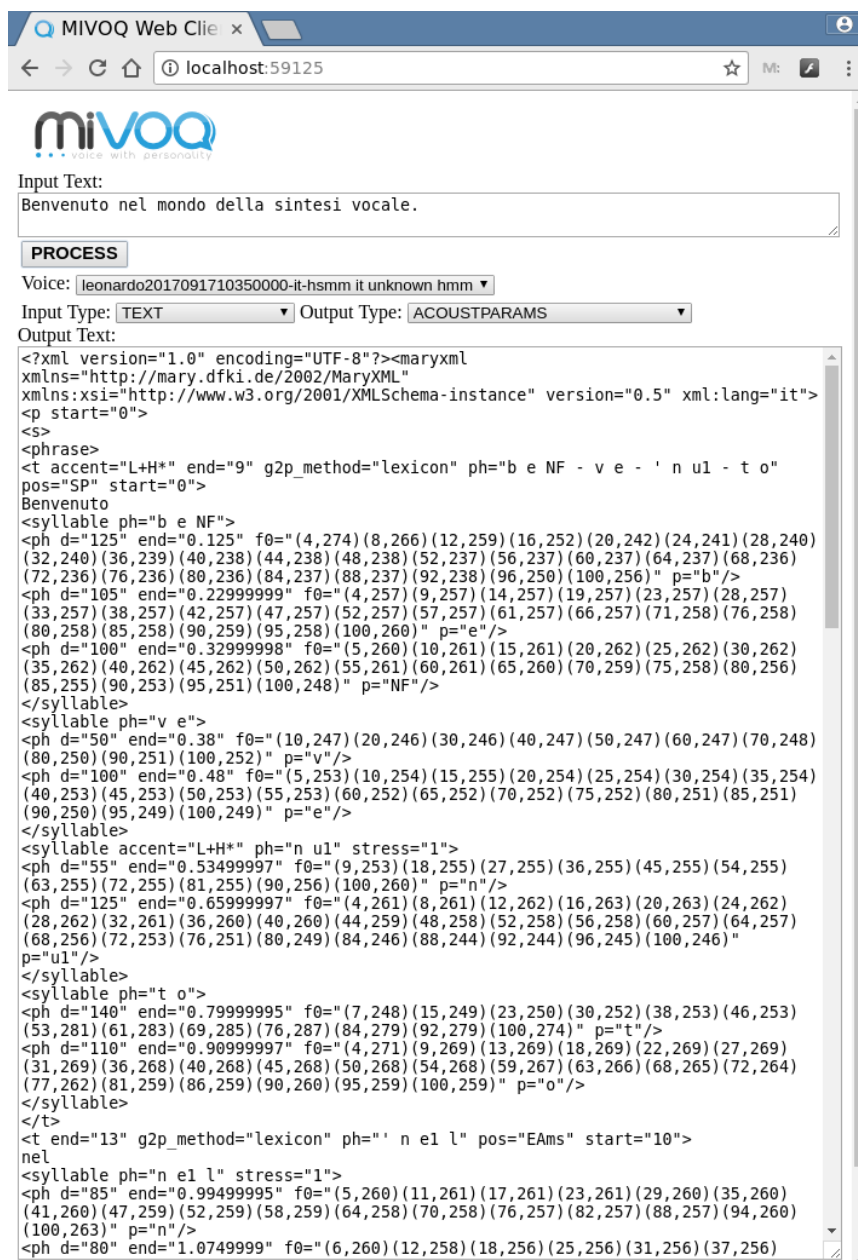 MIVOQ Web Clie
localhost:59125
M:
mivoq
voice with personality
Input Text:
Benvenuto nel mondo della sintesi vocale.
PROCESS
Voice: leonardo2017091710350000-it-hsmm it unknown hmm
Input Type: TEXT Output Type: ACOUSTPARAMS
Output Text:
<?xml version="1.0" encoding="UTF-8"?><maryxml
xmlns="http://mary.dfki.de/2002/MaryXML"
xmlns:xsi="http://www.w3.org/2001/XMLSchema-instance" version="0.5" xml:lang="it">
<p start="0">
<s>
<phrase>
<t accent="L+H*" end="9" g2p_method="lexicon" ph="b e NF - v e - ' n u1 - t o"
pos="SP" start="0">
Benvenuto
<syllable ph="b e NF">
<ph d="125" end="0.125" f0="(4,274)(8,266)(12,259)(16,252)(20,242)(24,241)(28,240)
(32,240)(36,239)(40,238)(44,238)(48,238)(52,237)(56,237)(60,237)(64,237)(68,236)
(72,236)(76,236)(80,236)(84,237)(88,237)(92,238)(96,250)(100,256)" p="b"/>
<ph d="105" end="0.22999999" f0="(4,257)(9,257)(14,257)(19,257)(23,257)(28,257)
(33,257)(38,257)(42,257)(47,257)(52,257)(57,257)(61,257)(66,257)(71,258)(76,258)
(80,258)(85,258)(90,259)(95,258)(100,260)" p="e"/>
<ph d="100" end="0.32999998" f0="(5,260)(10,261)(15,261)(20,262)(25,262)(30,262)
(35,262)(40,262)(45,262)(50,262)(55,261)(60,261)(65,260)(70,259)(75,258)(80,256)
(85,255)(90,253)(95,251)(100,248)" p="NF"/>
</syllable>
<syllable ph="v e">
<ph d="50" end="0.38" f0="(10,247)(20,246)(30,246)(40,247)(50,247)(60,247)(70,248)
(80,250)(90,251)(100,252)" p="v"/>
<ph d="100" end="0.48" f0="(5,253)(10,254)(15,255)(20,254)(25,254)(30,254)(35,254)
(40,253)(45,253)(50,253)(55,253)(60,252)(65,252)(70,252)(75,252)(80,251)(85,251)
(90,250)(95,249)(100,249)" p="e"/>
</syllable>
<syllable accent="L+H*" ph="n u1" stress="1">
<ph d="55" end="0.53499997" f0="(9,253)(18,255)(27,255)(36,255)(45,255)(54,255)
(63,255)(72,255)(81,255)(90,256)(100,260)" p="n"/>
<ph d="125" end="0.65999997" f0="(4,261)(8,261)(12,262)(16,263)(20,263)(24,262)
(28,262)(32,261)(36,260)(40,260)(44,259)(48,258)(52,258)(56,258)(60,257)(64,257)
(68,256)(72,253)(76,251)(80,249)(84,246)(88,244)(92,244)(96,245)(100,246)"
p="u1"/>
</syllable>
<syllable ph="t o">
<ph d="140" end="0.79999995" f0="(7,248)(15,249)(23,250)(30,252)(38,253)(46,253)
(53,281)(61,283)(69,285)(76,287)(84,279)(92,279)(100,274)" p="t"/>
<ph d="110" end="0.90999997" f0="(4,271)(9,269)(13,269)(18,269)(22,269)(27,269)
(31,269)(36,268)(40,268)(45,268)(50,268)(54,268)(59,267)(63,266)(68,265)(72,264)
(77,262)(81,259)(86,259)(90,260)(95,259)(100,259)" p="o"/>
</syllable>
</t>
<t end="13" g2p_method="lexicon" ph="' n e1 l" pos="EAms" start="10">
nel
<syllable ph="n e1 l" stress="1">
<ph d="85" end="0.99499995" f0="(5,260)(11,261)(17,261)(23,261)(29,260)(35,260)
(41,260)(47,259)(52,259)(58,259)(64,258)(70,258)(76,257)(82,257)(88,257)(94,260)
(100,263)" p="n"/>
<ph d="80" end="1.0749999" f0="(6,260)(12,258)(18,256)(25,256)(31,256)(37,256)